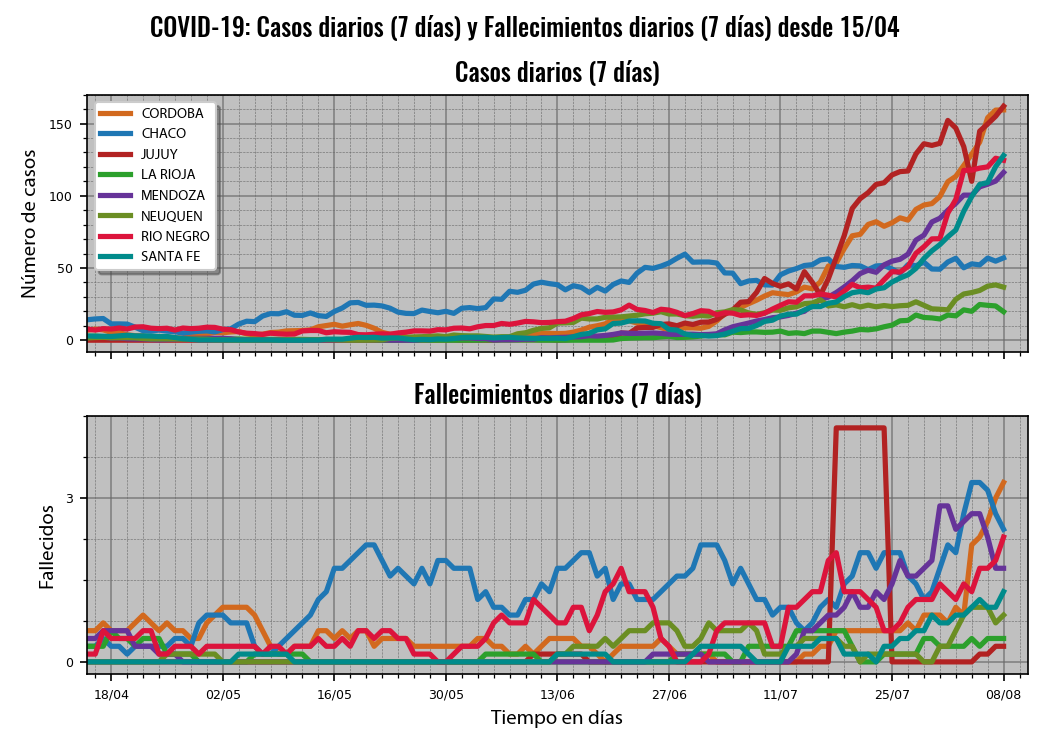 COVID-19: Casos diarios (7 días) y Fallecimientos diarios (7 días) desde 15/04
Casos diarios (7 días)
Número de casos
150
100
50
0
CORDOBA
CHACO
JUJUY
LA RIOJA
MENDOZA
NEUQUEN
RIO NEGRO
SANTA FE
Fallecimientos diarios (7 días)
Fallecidos
3
0
18/04 02/05 16/05 30/05 13/06 27/06 11/07 25/07 08/08
Tiempo en días